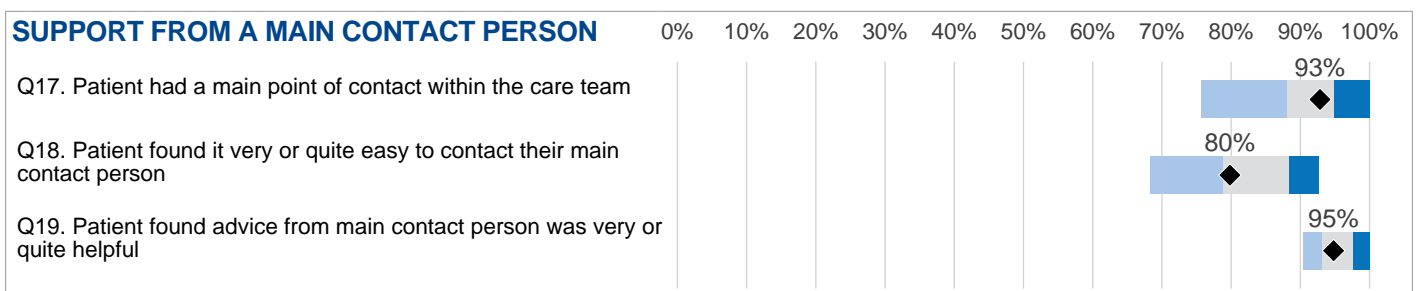 SUPPORT FROM A MAIN CONTACT PERSON 0% 10% 20% 30% 40% 50% 60% 70% 80% 90% 100%
93%
Q17. Patient had a main point of contact within the care team
80%
Q18. Patient found it very or quite easy to contact their main
contact person
95%
Q19. Patient found advice from main contact person was very or
quite helpful